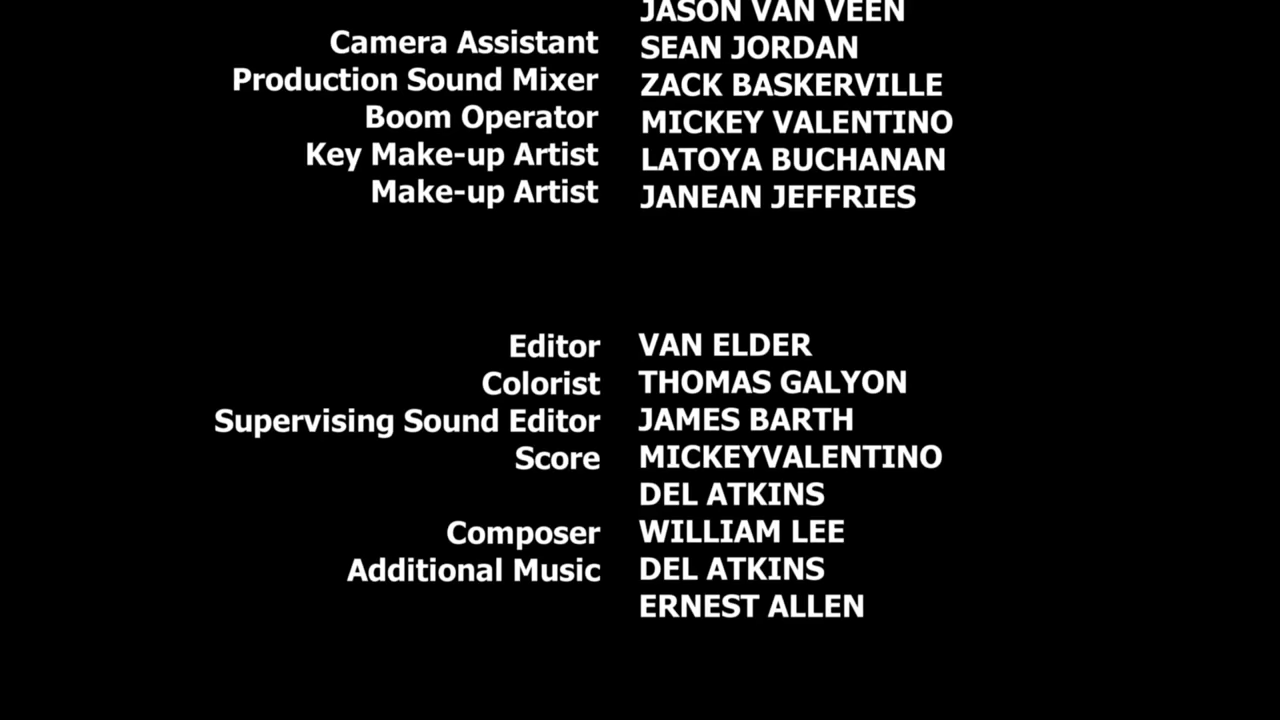 JASON VAN VEEN
Camera Assistant SEAN JORDAN
Production Sound Mixer ZACK BASKERVILLE
Boom Operator MICKEY VALENTINO
Key Make-up Artist LATOYA BUCHANAN
Make-up Artist JANEAN JEFFRIES
Editor VAN ELDER
Colorist THOMAS GALYON
Supervising Sound Editor JAMES BARTH
Score MICKEYVALENTINO
DEL ATKINS
Composer WILLIAM LEE
Additional Music DEL ATKINS
ERNEST ALLEN